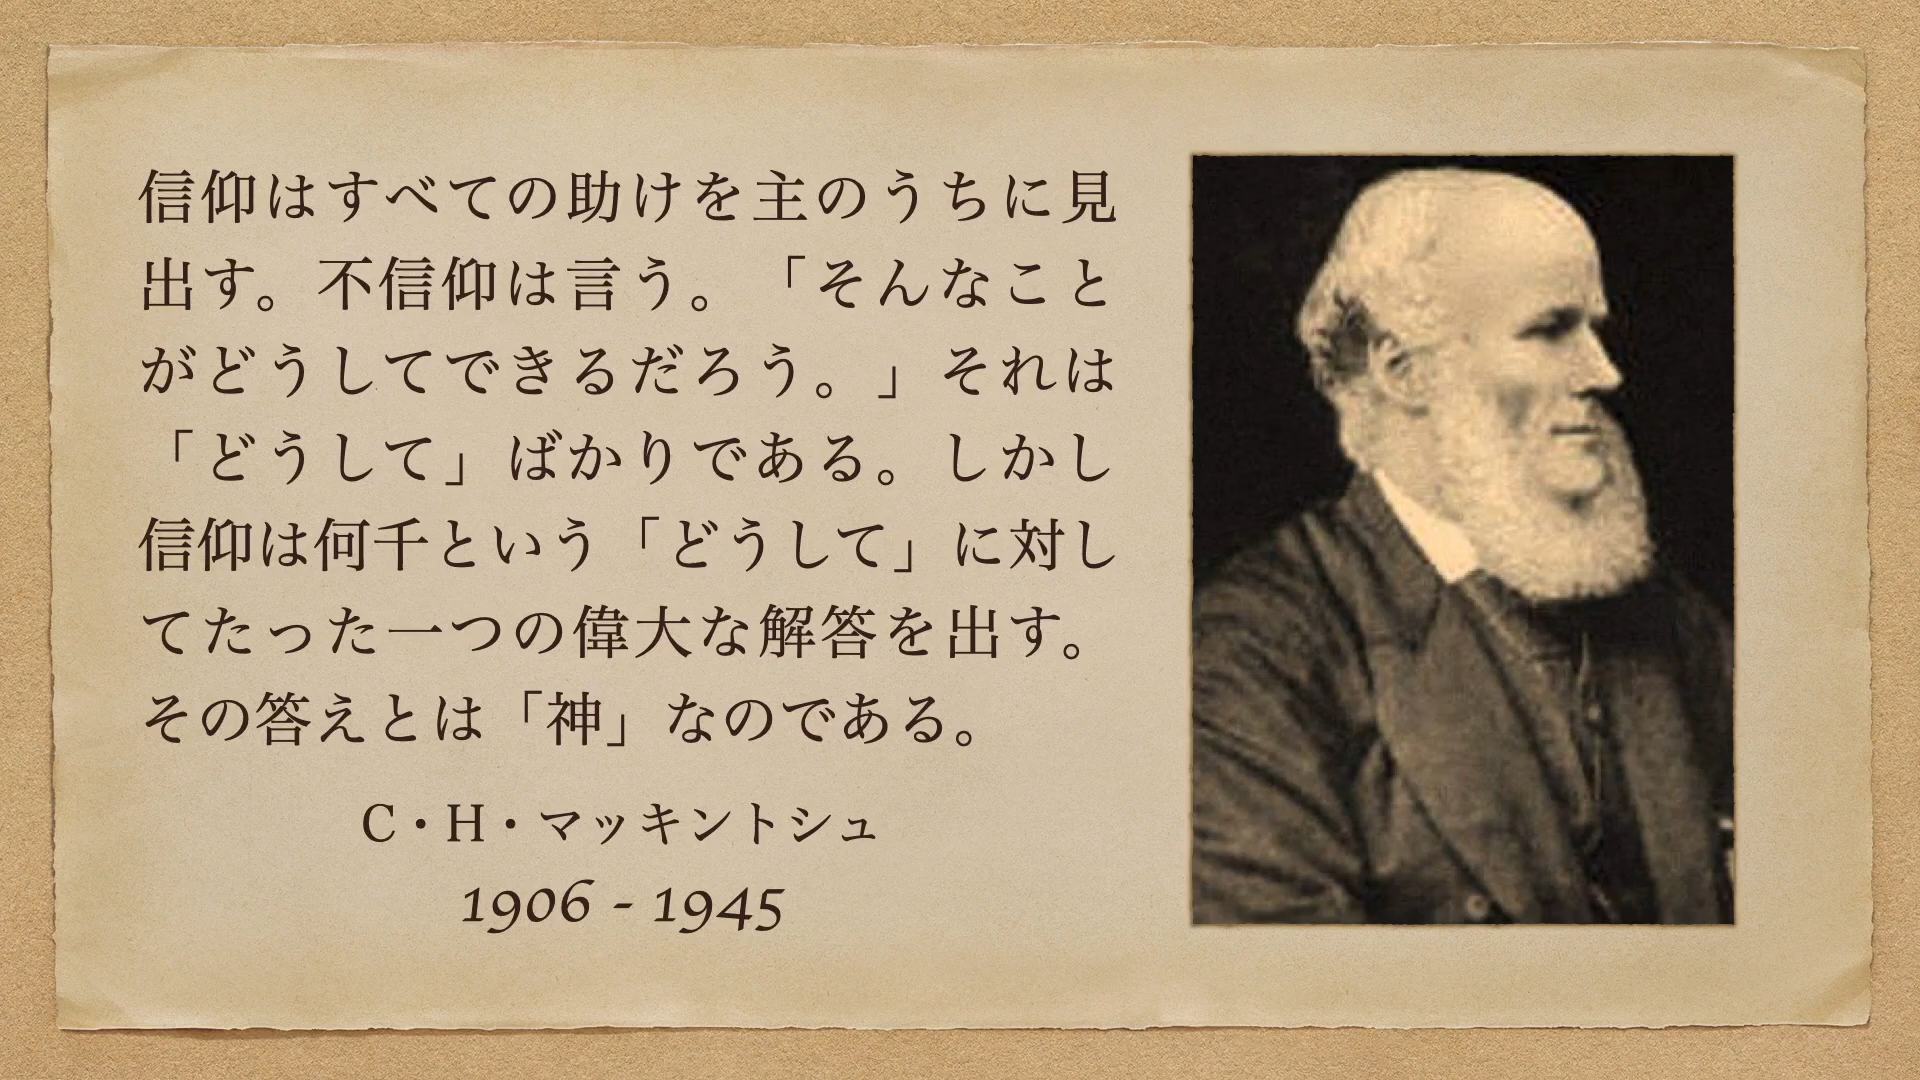 信仰はすべての助けを主のうちに見
出す。不信仰は言う。「そんなこと
がどうしてできるだろう。」それは
「どうして」ばかりである。しかし
信仰は何千という「どうして」に対し
てたった一つの偉大な解答を出す。
その答えとは「神」なのである。
C・H・マッキントシュ
1906 - 1945